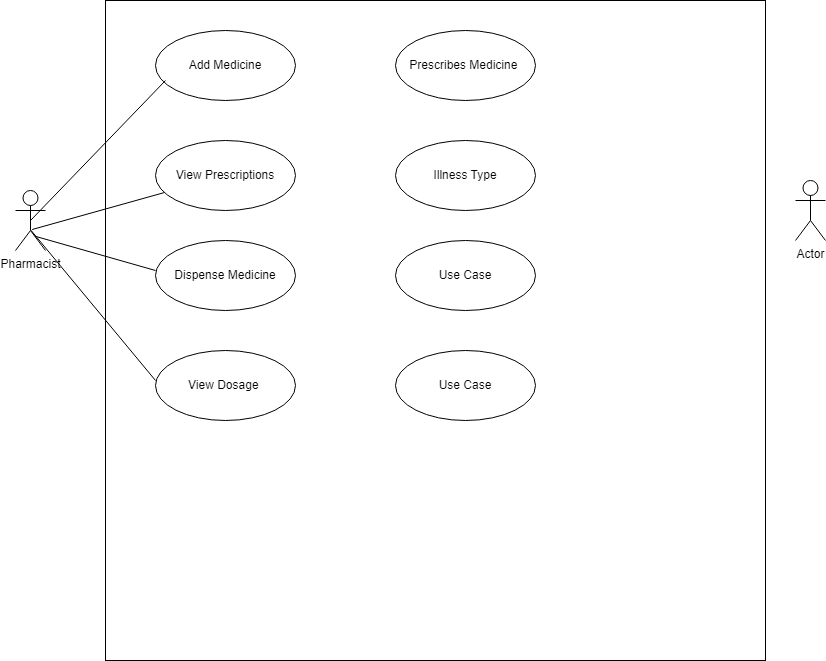 Add Medicine
Prescribes Medicine
View Prescriptions
Illness Type
Pharmacist
Actor
Dispense Medicine
Use Case
View Dosage
Use Case